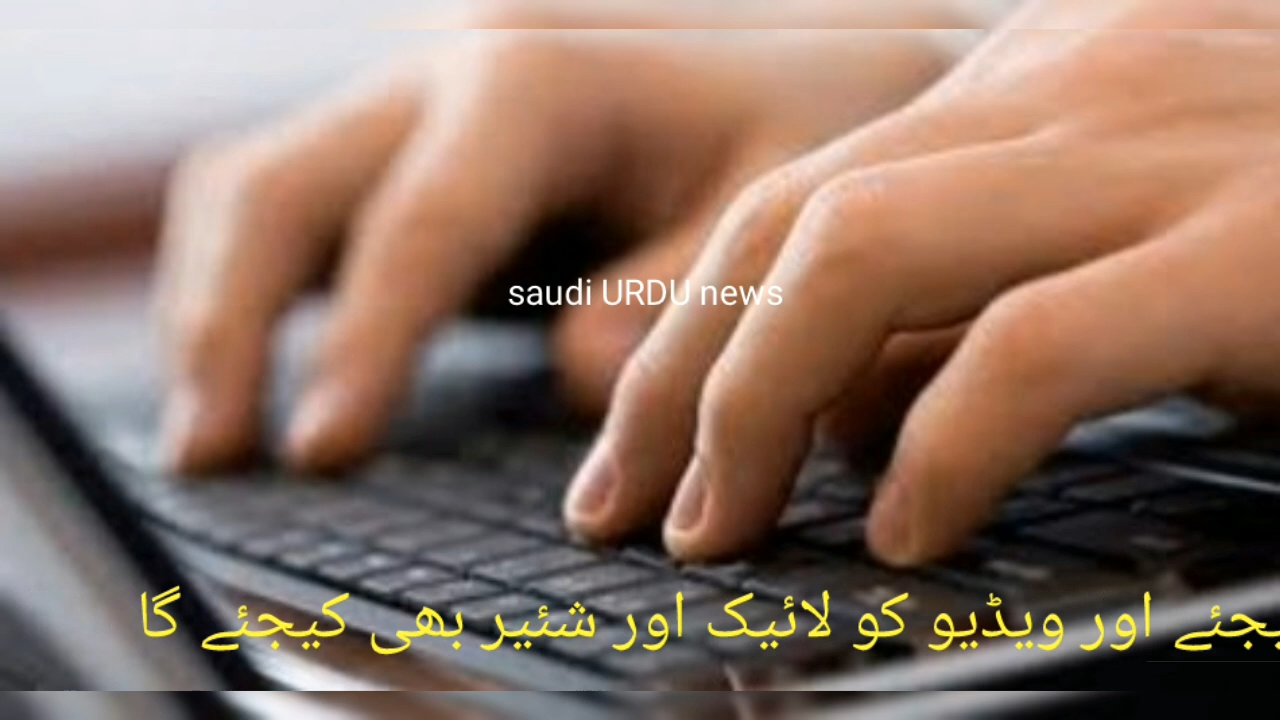 saudi URDU news
اور ویڈیو کو لائیک اور شئیر بھی کیجئے گا